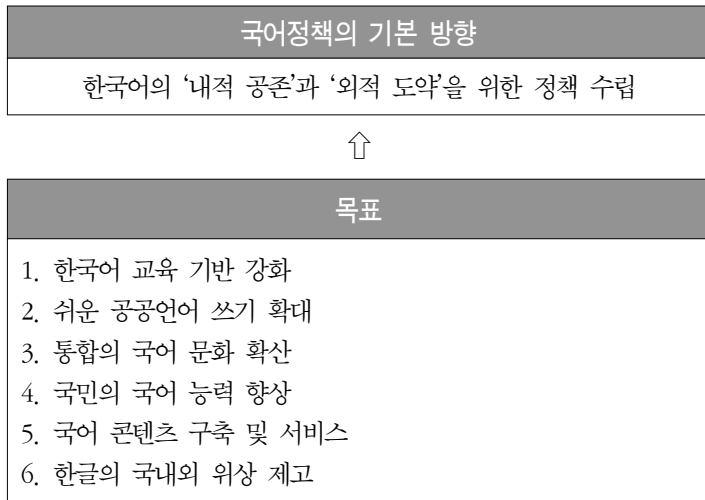 국어정책의 기본 방향
한국어의 ‘내적 공존’과 ‘외적 도약’을 위한 정책 수립
⇧
목표
1. 한국어 교육 기반 강화
2. 쉬운 공공언어 쓰기 확대
3. 통합의 국어 문화 확산
4. 국민의 국어 능력 향상
5. 국어 콘텐츠 구축 및 서비스
6. 한글의 국내외 위상 제고